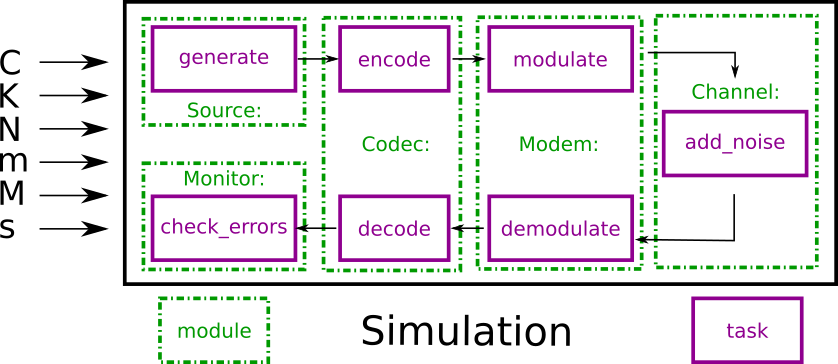 C
K
N
m
M
s
generate
encode
modulate
Source:
Channel:
add_noise
Codec:
Modem:
Monitor:
check_errors
decode
demodulate
module
Simulation
task